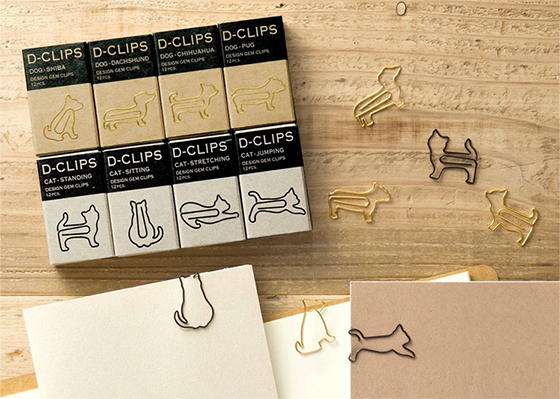 D-CLIPS
DOG・SHIBA
DESIGN GEM CLIPS
12PCS.
D-CLIPS
DOG・DACHSHUND
DESIGN GEM CLIPS
12PCS.
D-CLIPS
DOG・CHIHUAHUA
DESIGN GEM CLIPS
12PCS.
D-CLIPS
DOG・PUG
DESIGN GEM CLIPS
12PCS.
D-CLIPS
CAT・STANDING
DESIGN GEM CLIPS
12PCS.
D-CLIPS
CAT・SITTING
DESIGN GEM CLIPS
12PCS.
D-CLIPS
CAT・STRETCHING
DESIGN GEM CLIPS
12PCS.
D-CLIPS
CAT・JUMPING
DESIGN GEM CLIPS
12PCS.